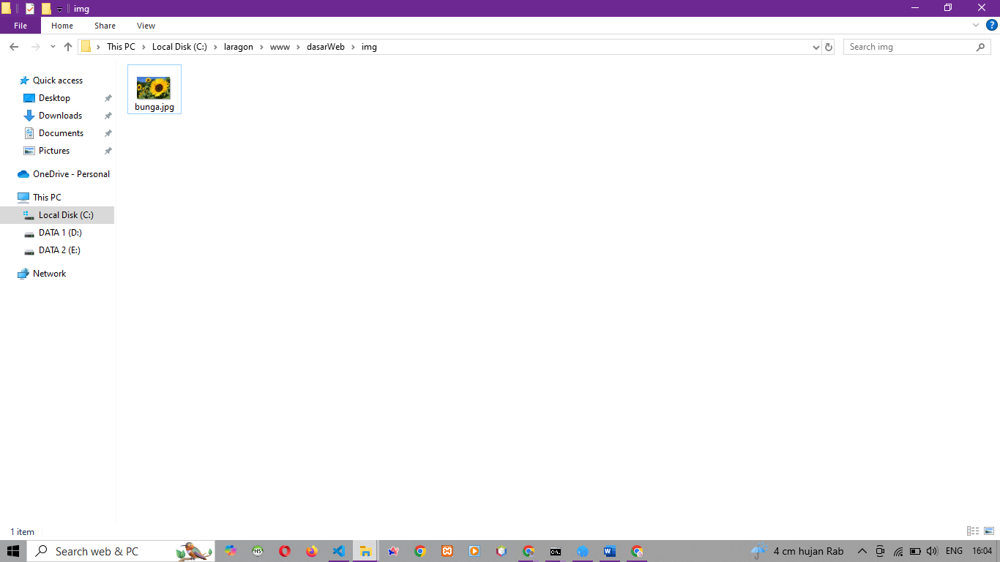 img
File Home Share View
This PC Local Disk (C:) laragon www dasarWeb img
Search img
Quick access
Desktop
Downloads
Documents
Pictures
OneDrive - Personal
This PC
Local Disk (C:)
DATA 1 (D:)
DATA 2 (E:)
Network
bunga.jpg
1 item
Search web & PC
HS
C:\.
W
4 cm hujan Rab
ENG
16:04